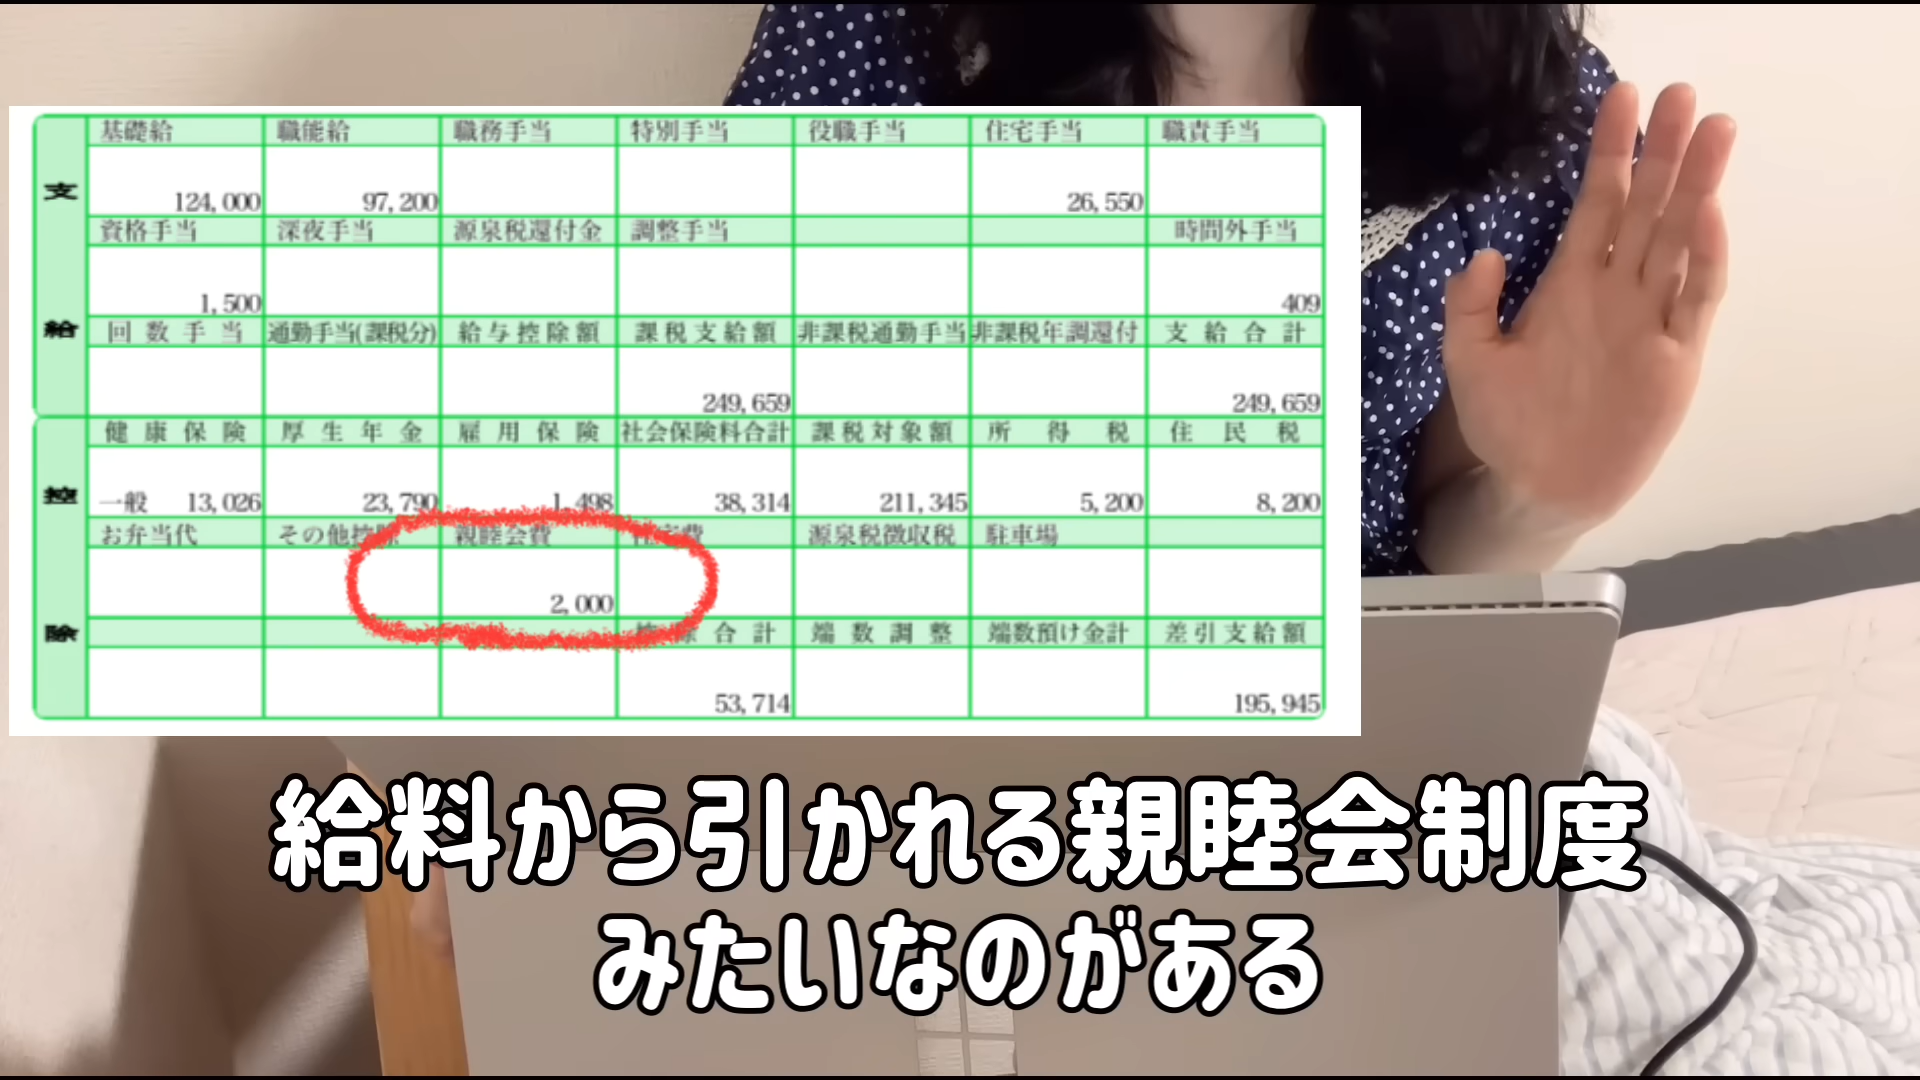 支給
基礎給 職能給 職務手当 特別手当 役職手当 住宅手当 職責手当
124,000 97,200 26,550
資格手当 深夜手当 源泉税還付金 調整手当 時間外手当
1,500 409
回数手当 通勤手当(課税分) 給与控除額 課税支給額 非課税通勤手当 非課税年調還付 支給合計
249,659 249,659
控除
健康保険 厚生年金 雇用保険 社会保険料合計 課税対象額 所得税 住民税
一般 13,026 23,790 1,498 38,314 211,345 5,200 8,200
お弁当代 その他控除 親睦会費 源泉税徴収税 駐車場
2,000
控除合計 端数調整 端数預け金計 差引支給額
53,714 195,945
給料から引かれる親睦会制度
みたいなのがある